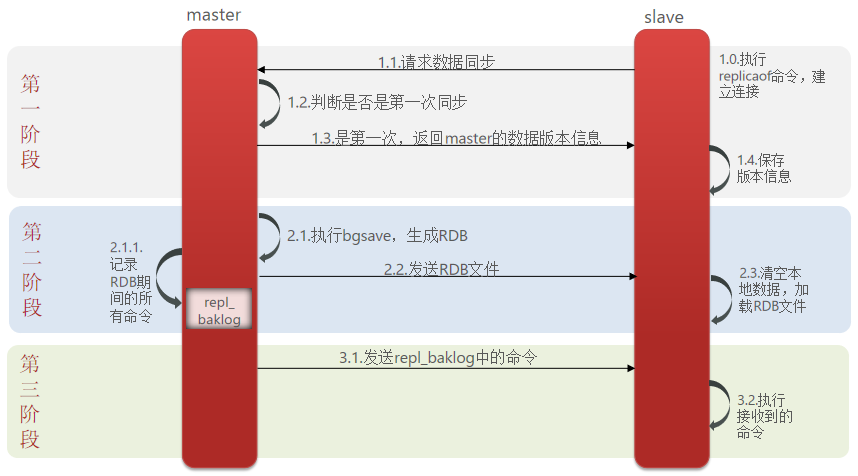 master
slave
第一阶段
1.0.执行
replicaof命令，建
立连接
1.1.请求数据同步
1.2.判断是否是第一次同步
1.3.是第一次，返回master的数据版本信息
1.4.保存
版本信息
第二阶段
2.1.执行bgsave，生成RDB
2.1.1.
记录
RDB期
间的所
有命令
repl_
baklog
2.2.发送RDB文件
2.3.清空本
地数据，加
载RDB文件
第三阶段
3.1.发送repl_baklog中的命令
3.2.执行
接收到的
命令